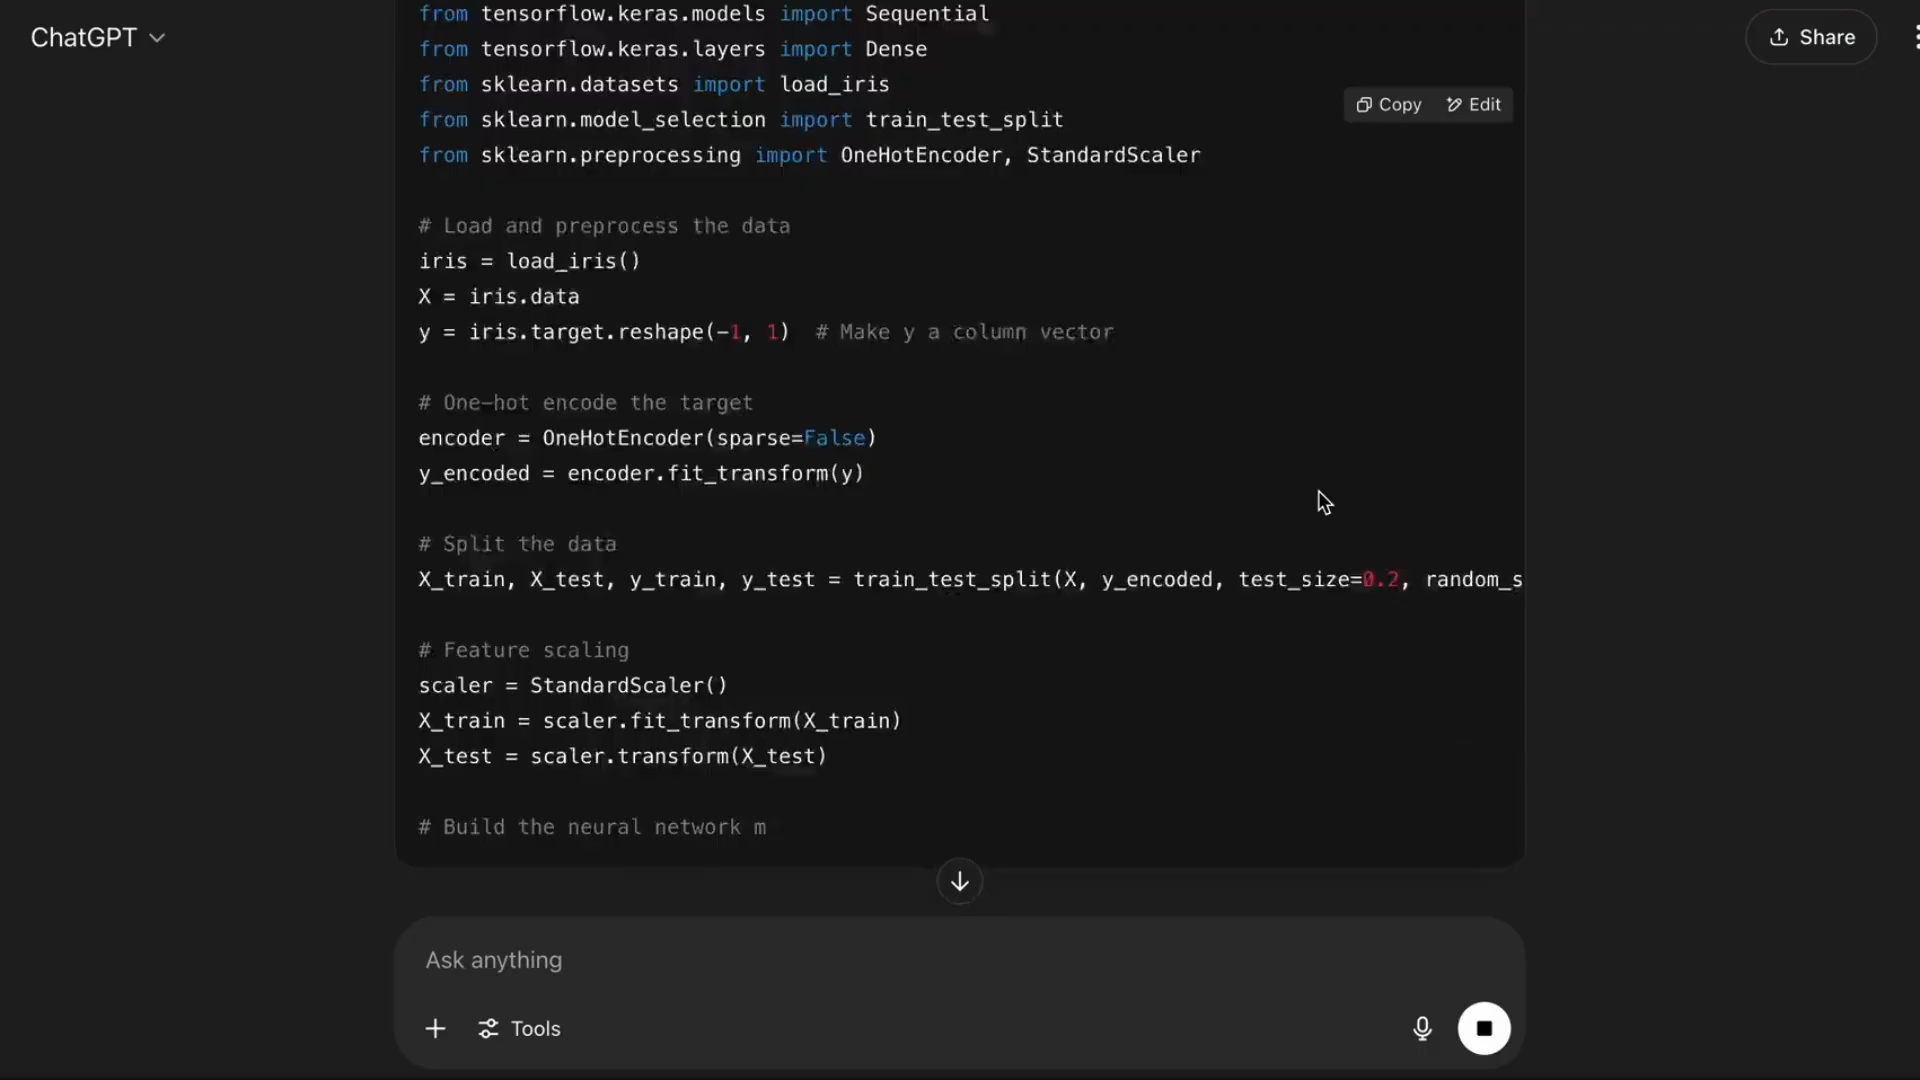 ChatGPT
Share
from tensorflow.keras.models import Sequential
from tensorflow.keras.layers import Dense
from sklearn.datasets import load_iris
Copy Edit
from sklearn.model_selection import train_test_split
from sklearn.preprocessing import OneHotEncoder, StandardScaler
# Load and preprocess the data
iris = load_iris()
X = iris.data
y = iris.target.reshape(-1, 1)  # Make y a column vector
# One-hot encode the target
encoder = OneHotEncoder(sparse=False)
y_encoded = encoder.fit_transform(y)
# Split the data
X_train, X_test, y_train, y_test = train_test_split(X, y_encoded, test_size=0.2, random_s
# Feature scaling
scaler = StandardScaler()
X_train = scaler.fit_transform(X_train)
X_test = scaler.transform(X_test)
# Build the neural network m
Ask anything
Tools